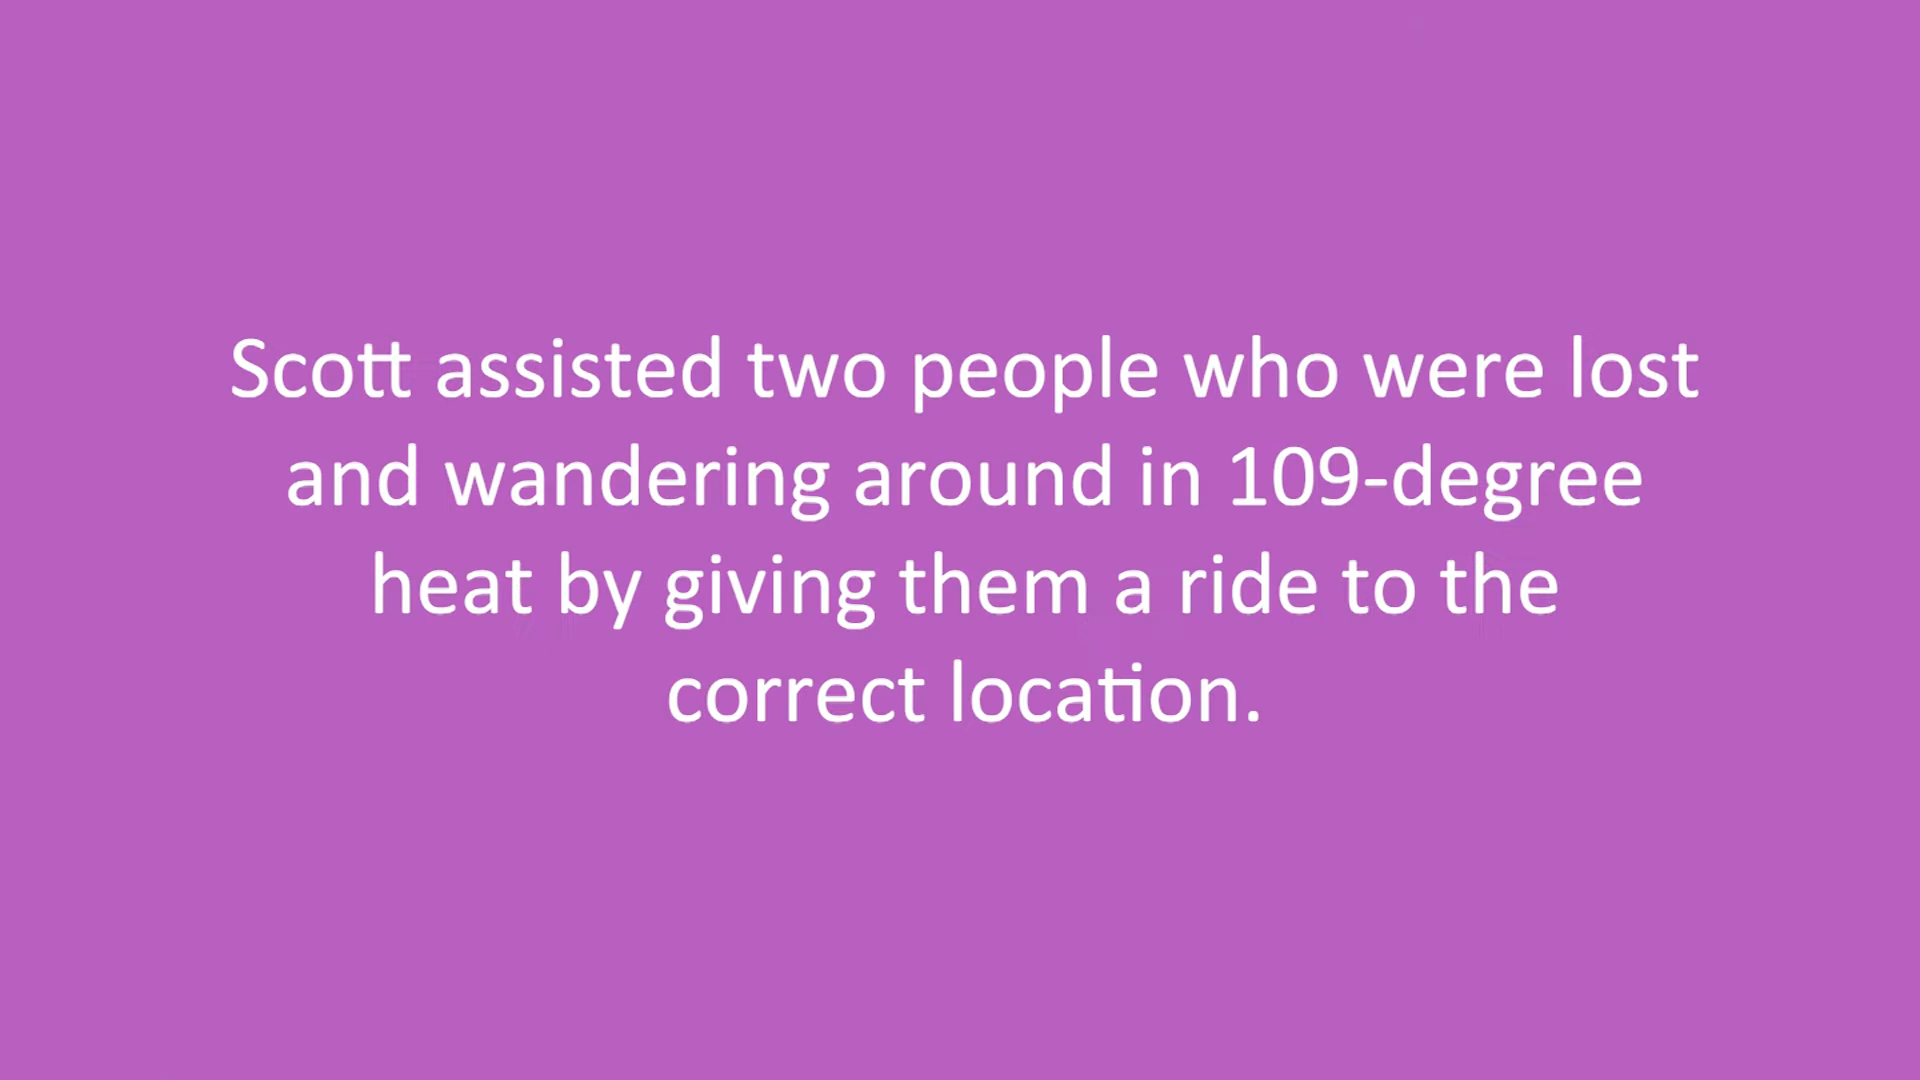 Scott assisted two people who were lost
and wandering around in 109-degree
heat by giving them a ride to the
correct location.